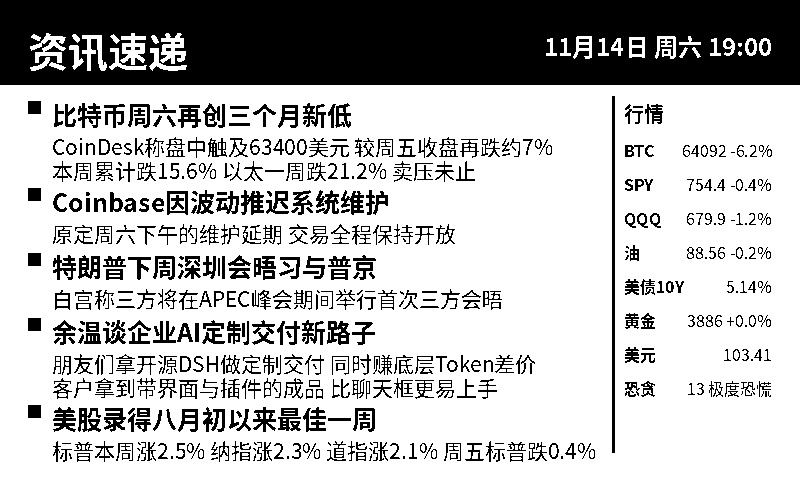 资讯速递
11月14日 周六 19:00
比特币周六再创三个月新低
CoinDesk称盘中触及63400美元 较周五收盘再跌约7%
本周累计跌15.6% 以太一周跌21.2% 卖压未止
Coinbase因波动推迟系统维护
原定周六下午的维护延期 交易全程保持开放
特朗普下周深圳会晤习与普京
白宫称三方将在APEC峰会期间举行首次三方会晤
余温谈企业AI定制交付新路子
朋友们拿开源DSH做定制交付 同时赚底层Token差价
客户拿到带界面与插件的成品 比聊天框更易上手
美股录得八月初以来最佳一周
标普本周涨2.5% 纳指涨2.3% 道指涨2.1% 周五标普跌0.4%
行情
BTC 64092 -6.2%
SPY 754.4 -0.4%
QQQ 679.9 -1.2%
油 88.56 -0.2%
美债10Y 5.14%
黄金 3886 +0.0%
美元 103.41
恐贪 13 极度恐慌